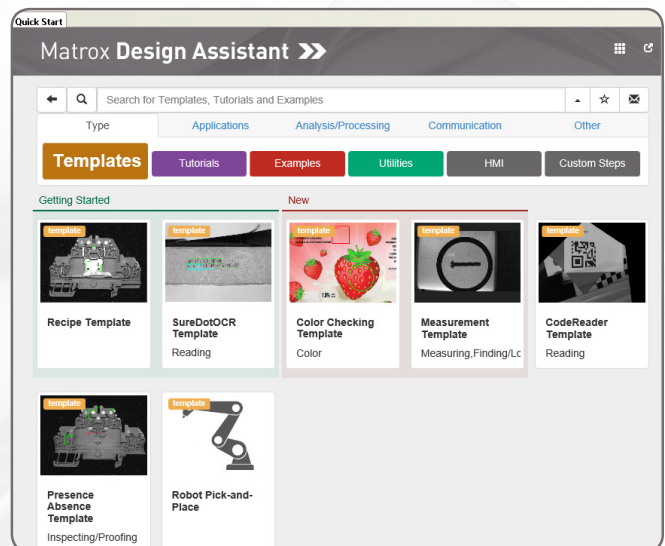 Quick Start
Matrox Design Assistant
Search for Templates, Tutorials and Examples
Type Applications Analysis/Processing Communication Other
Templates Tutorials Examples Utilities HMI Custom Steps
Getting Started New
template template template template template
Recipe Template
SureDotOCR
Template
Reading
Color Checking
Template
Color
Measurement
Template
Measuring,Finding/Lc
CodeReader
Template
Reading
template template
Presence
Absence
Template
Inspecting/Proofing
Robot Pick-and-
Place